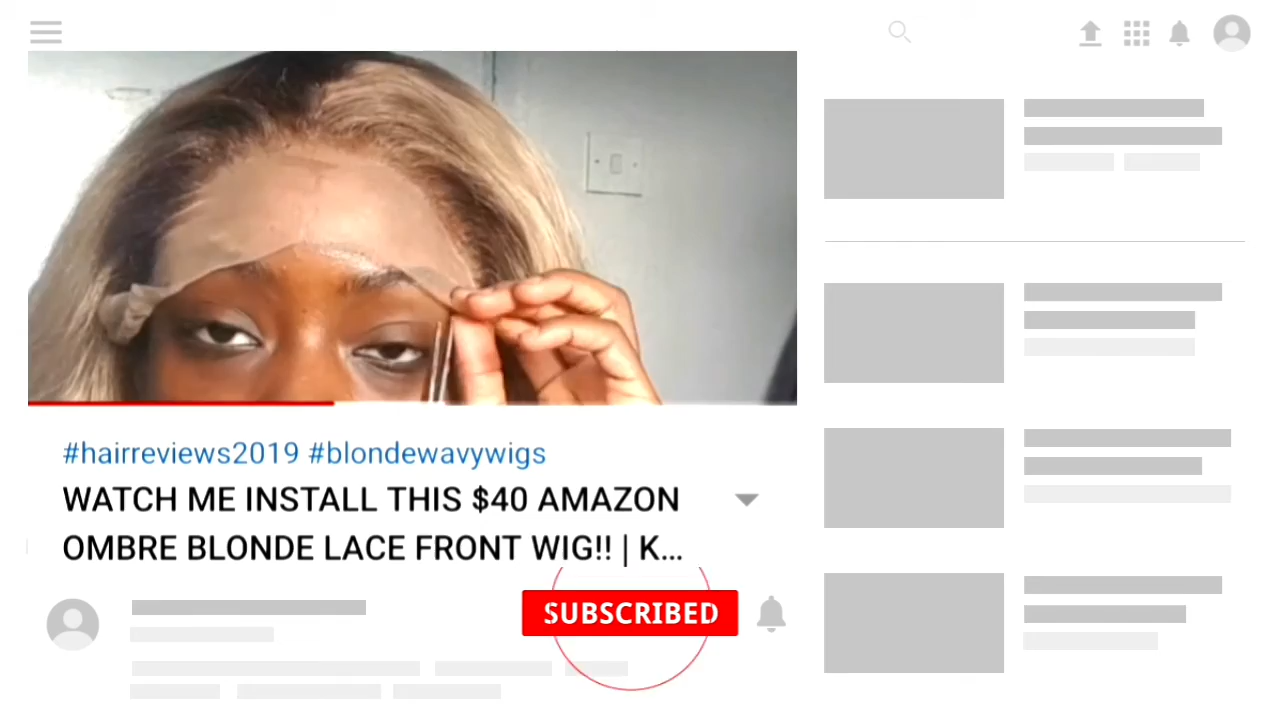 #hairreviews2019 #blondewavywigs
WATCH ME INSTALL THIS $40 AMAZON
OMBRE BLONDE LACE FRONT WIG!! | K...
SUBSCRIBED